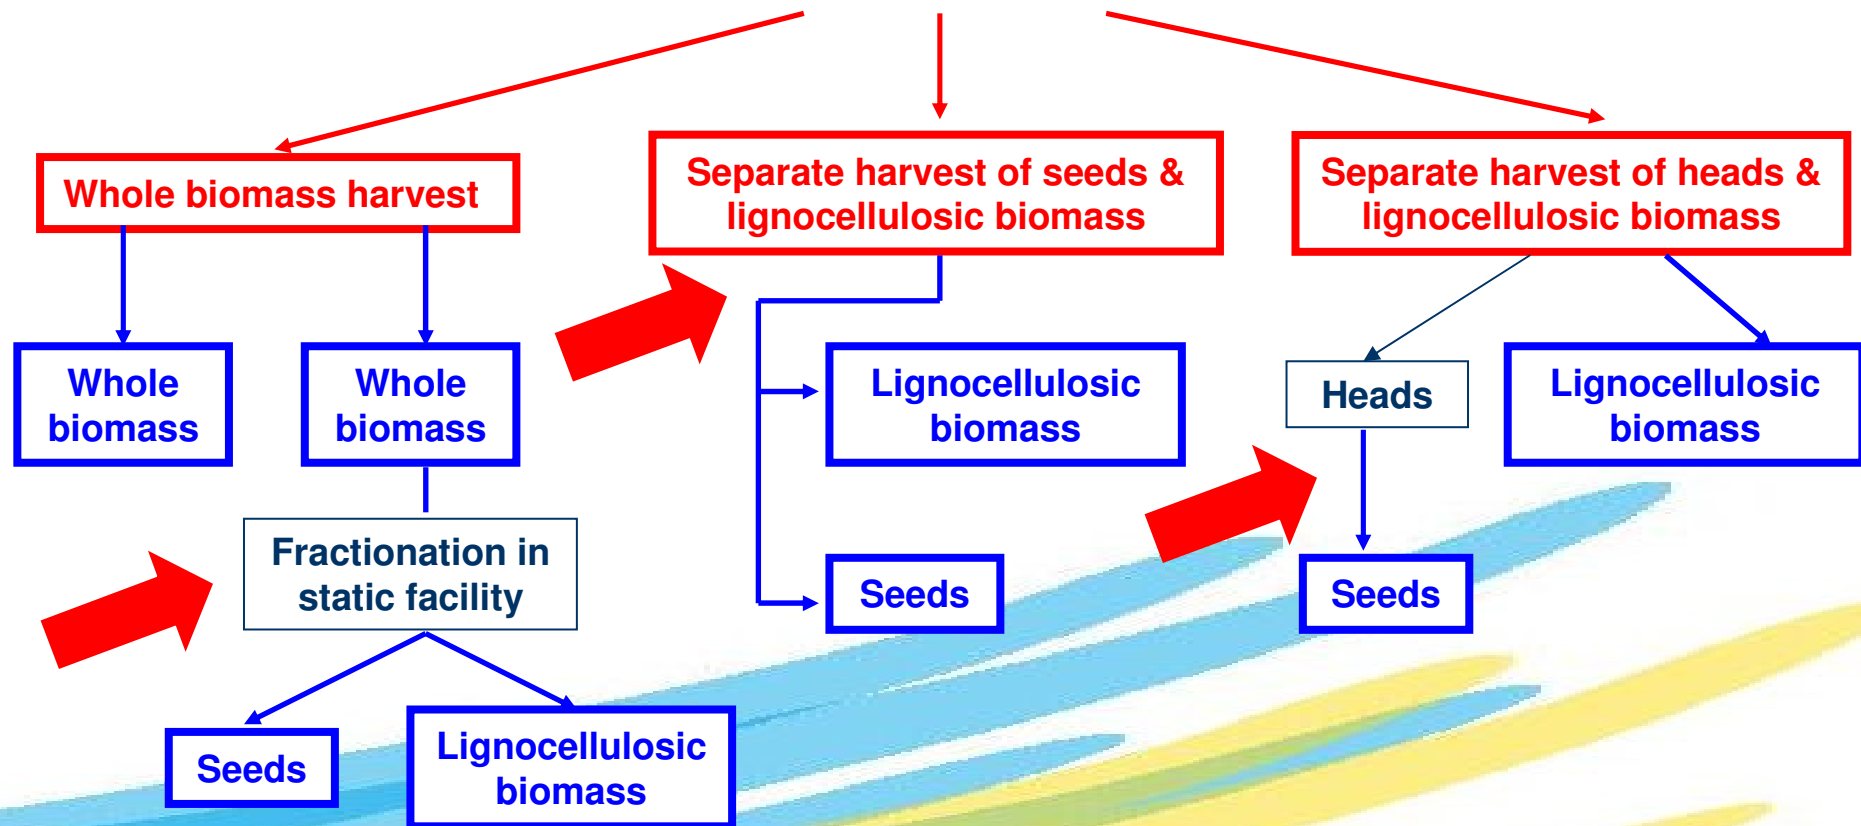 Whole biomass harvest
Separate harvest of seeds &
lignocellulosic biomass
Separate harvest of heads &
lignocellulosic biomass
Whole
biomass
Whole
biomass
Lignocellulosic
biomass
Heads
Lignocellulosic
biomass
Fractionation in
static facility
Seeds
Seeds
Seeds
Lignocellulosic
biomass